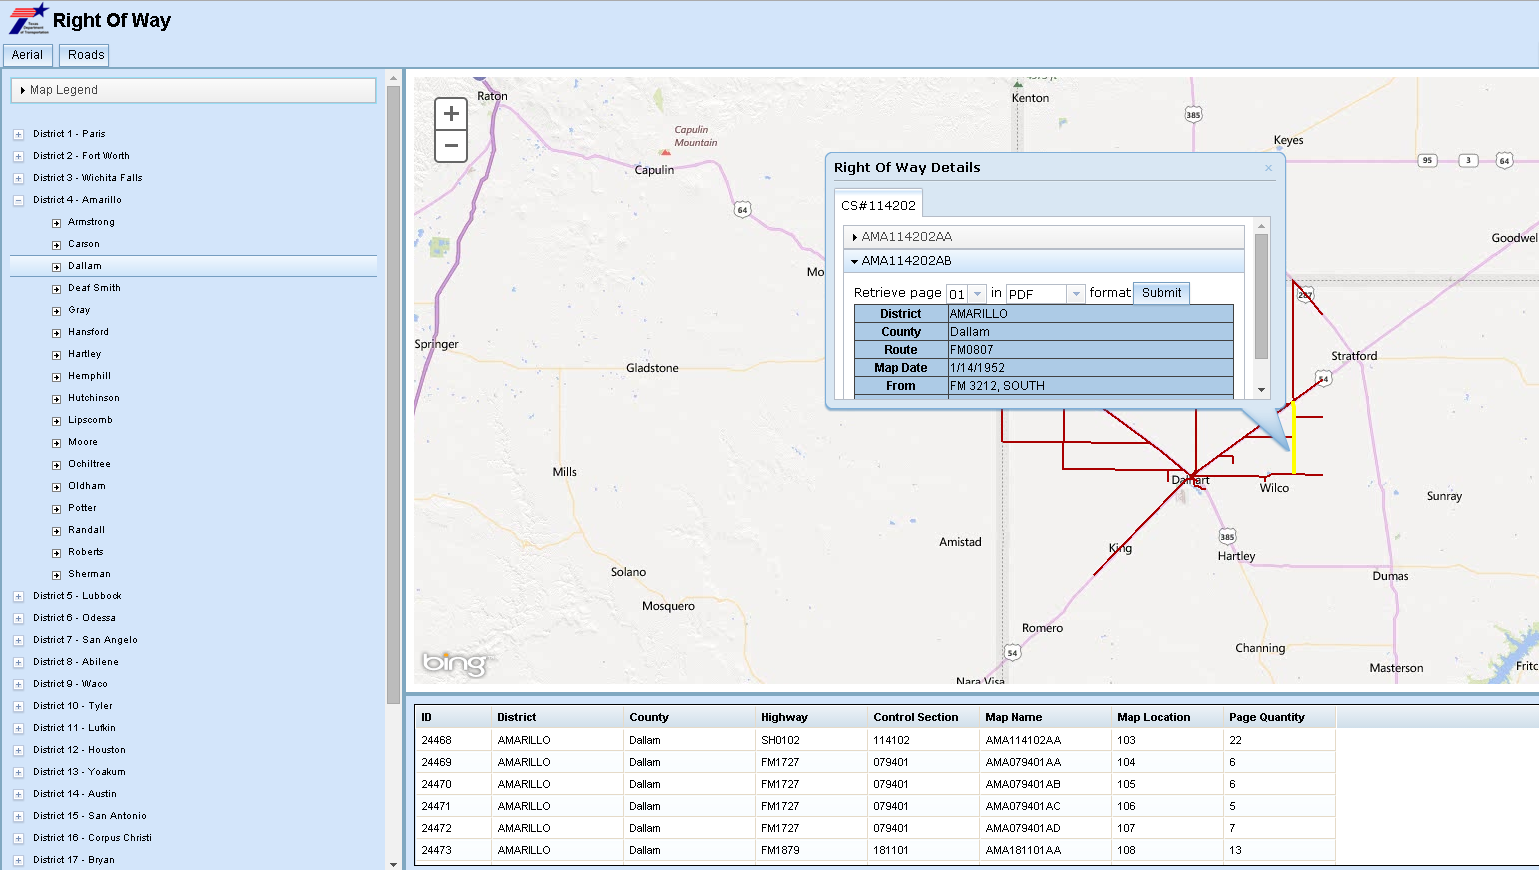 Texas
Department
of Transportation
Right Of Way
Aerial
Roads
Map Legend
District 1 - Paris
District 2 - Fort Worth
District 3 - Wichita Falls
District 4 - Amarillo
Armstrong
Carson
Dallam
Deaf Smith
Gray
Hansford
Hartley
Hemphill
Hutchinson
Lipscomb
Moore
Ochiltree
Oldham
Potter
Randall
Roberts
Sherman
District 5 - Lubbock
District 6 - Odessa
District 7 - San Angelo
District 8 - Abilene
District 9 - Waco
District 10 - Tyler
District 11 - Lufkin
District 12 - Houston
District 13 - Yoakum
District 14 - Austin
District 15 - San Antonio
District 16 - Corpus Christi
District 17 - Bryan
+
−
Raton
Capulin
Mountain
Capulin
64
Kenton
385
Keyes
95
3
64
Goodwel
Mo
Springer
Gladstone
Mills
Solano
Mosquero
Amistad
Romero
54
Nara Visa
King
Dalhart
Wilco
385
Hartley
Channing
287
Stratford
54
Sunray
Dumas
Masterson
Fritc
bing
Right Of Way Details
×
CS#114202
AMA114202AA
AMA114202AB
Retrieve page 01 in PDF format Submit
District AMARILLO
County Dallam
Route FM0807
Map Date 1/14/1952
From FM 3212, SOUTH
ID District County Highway Control Section Map Name Map Location Page Quantity
24468 AMARILLO Dallam SH0102 114102 AMA114102AA 103 22
24469 AMARILLO Dallam FM1727 079401 AMA079401AA 104 6
24470 AMARILLO Dallam FM1727 079401 AMA079401AB 105 6
24471 AMARILLO Dallam FM1727 079401 AMA079401AC 106 5
24472 AMARILLO Dallam FM1727 079401 AMA079401AD 107 7
24473 AMARILLO Dallam FM1879 181101 AMA181101AA 108 13